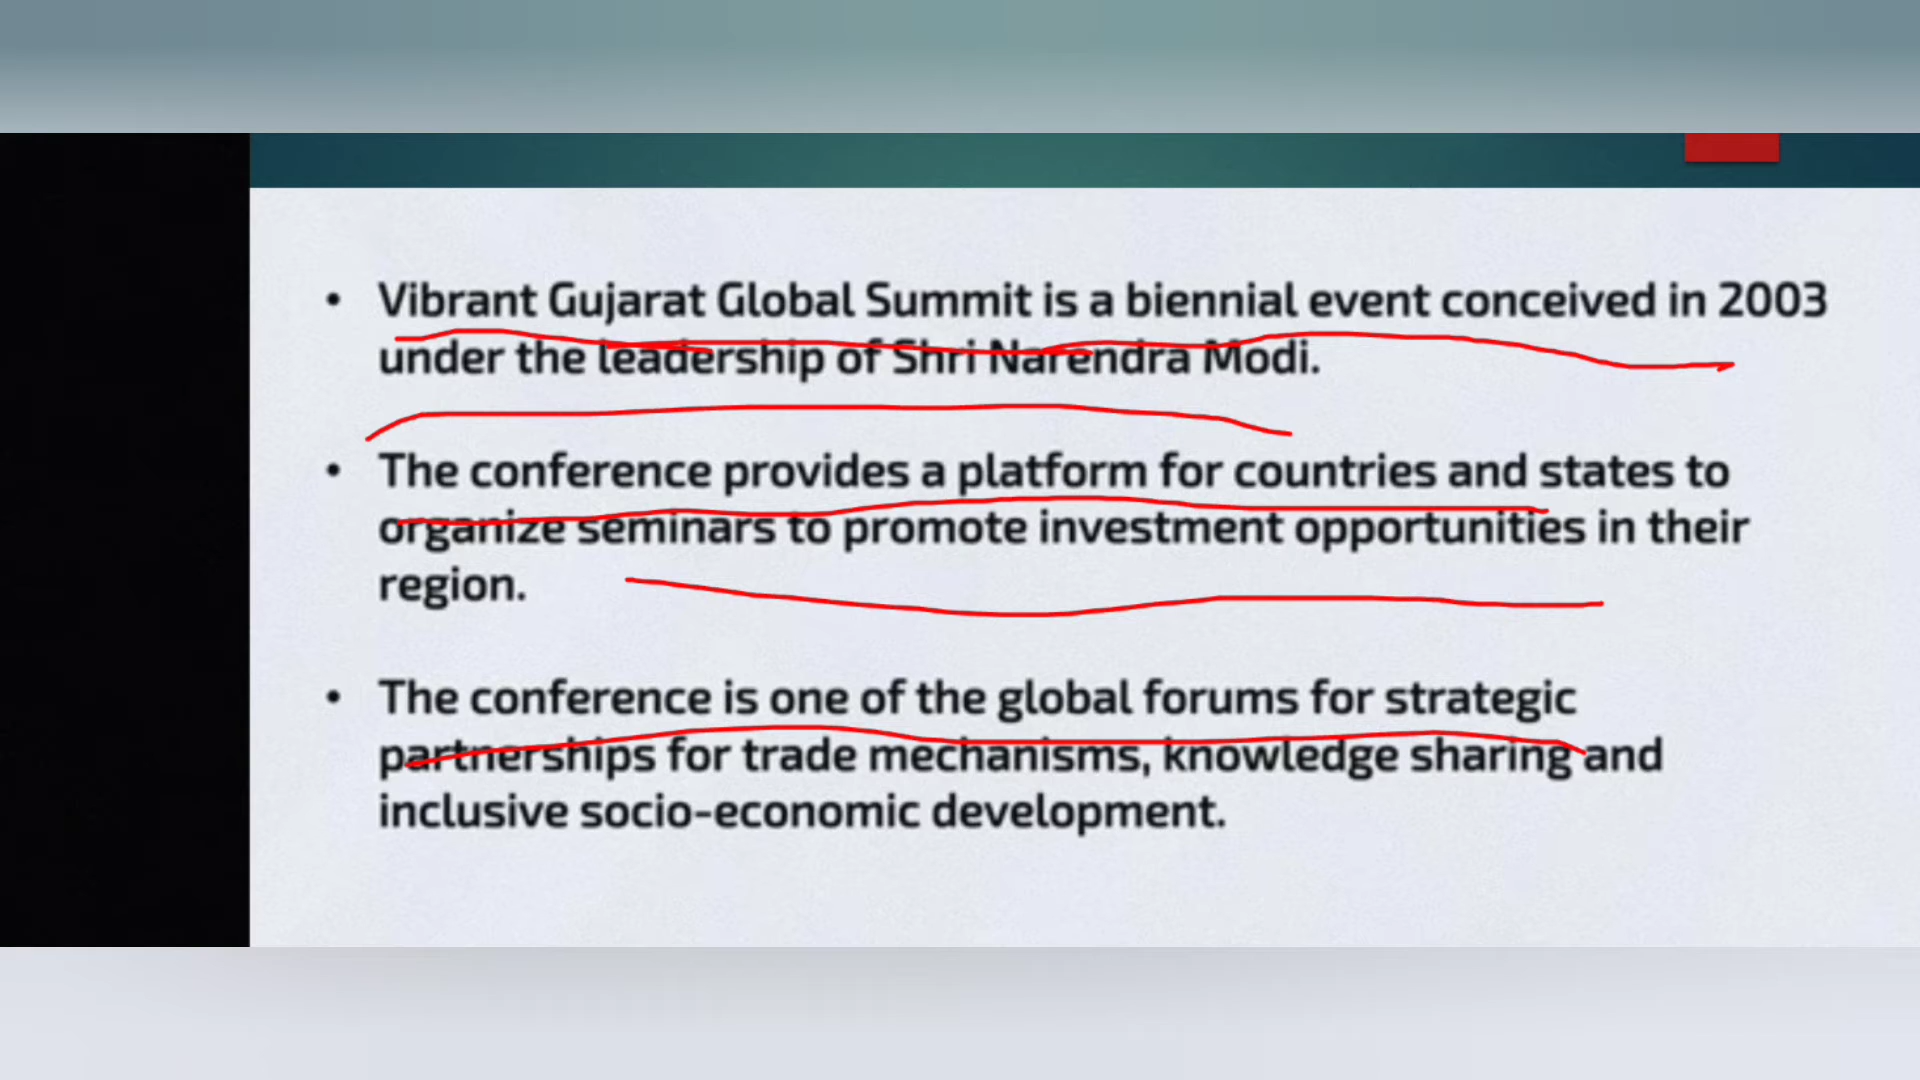 • Vibrant Gujarat Global Summit is a biennial event conceived in 2003
under the leadership of Shri Narendra Modi.
• The conference provides a platform for countries and states to
organize seminars to promote investment opportunities in their
region.
• The conference is one of the global forums for strategic
partnerships for trade mechanisms, knowledge sharing and
inclusive socio-economic development.